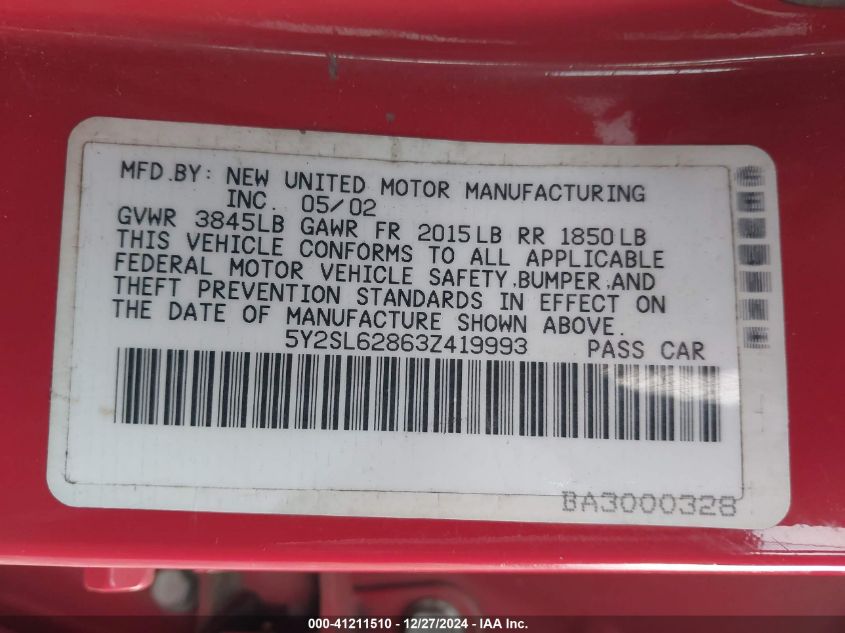 MFD.BY: NEW UNITED MOTOR MANUFACTURING
INC. 05/02
GVWR 3845LB GAWR FR 2015LB RR 1850LB
THIS VEHICLE CONFORMS TO ALL APPLICABLE
FEDERAL MOTOR VEHICLE SAFETY,BUMPER,AND
THEFT PREVENTION STANDARDS IN EFFECT ON
THE DATE OF MANUFACTURE SHOWN ABOVE.
5Y2SL62863Z419993 PASS CAR
BA3000328
000-41211510 - 12/27/2024 - IAA Inc.